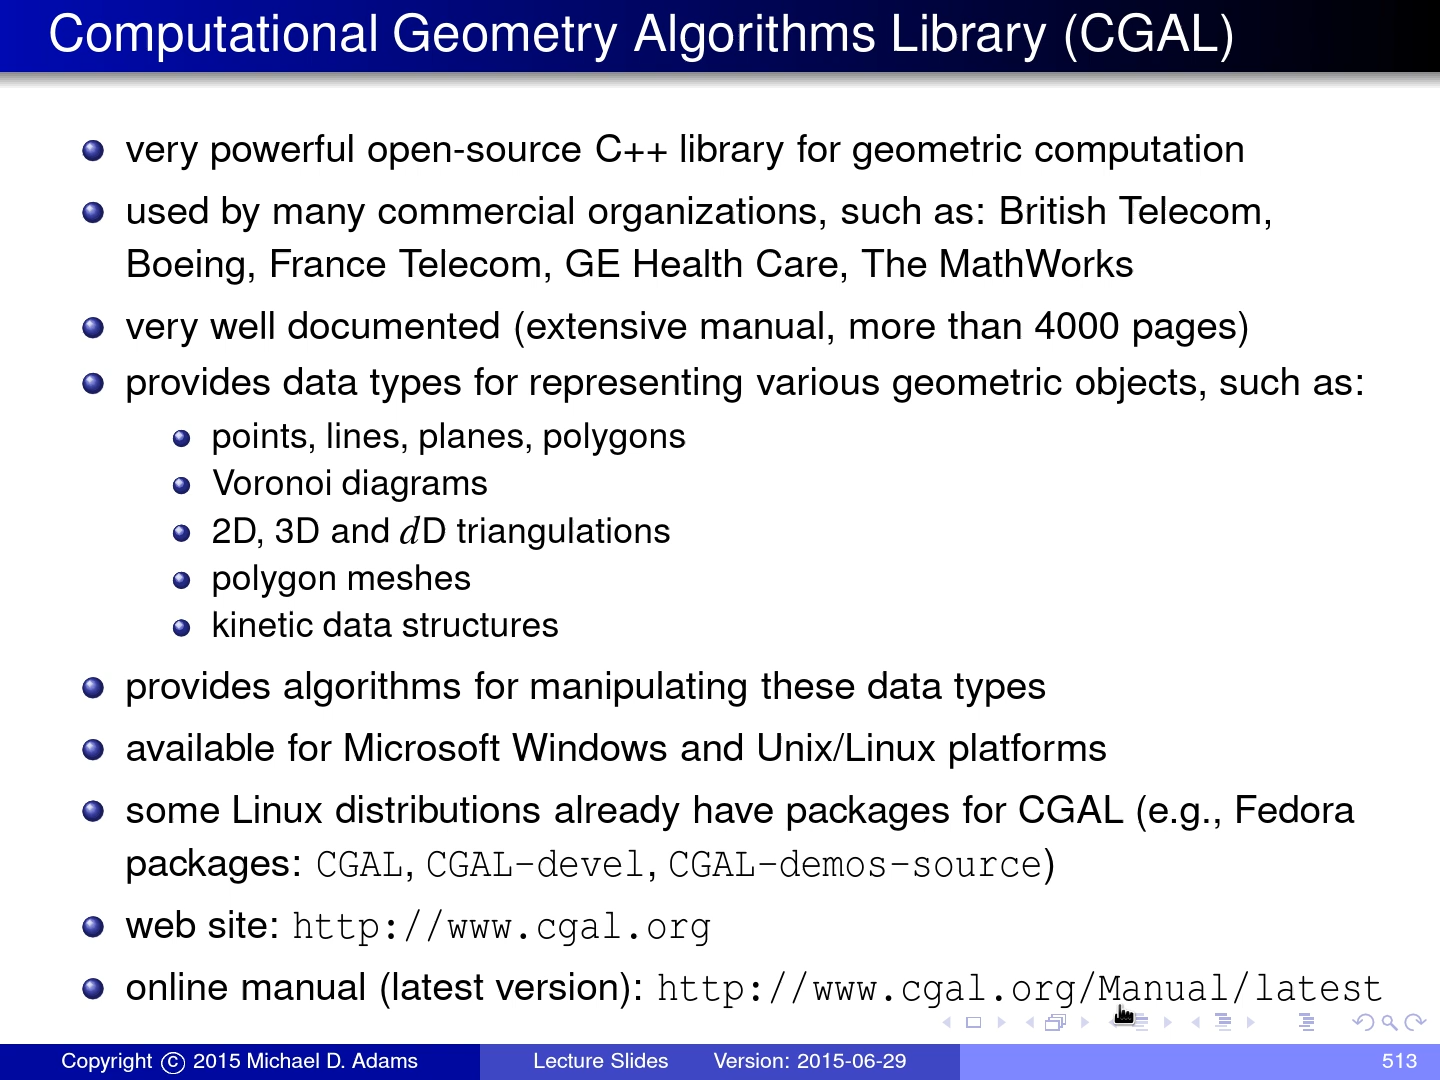 Computational Geometry Algorithms Library (CGAL)
very powerful open-source C++ library for geometric computation
used by many commercial organizations, such as: British Telecom,
Boeing, France Telecom, GE Health Care, The MathWorks
very well documented (extensive manual, more than 4000 pages)
provides data types for representing various geometric objects, such as:
points, lines, planes, polygons
Voronoi diagrams
2D, 3D and dD triangulations
polygon meshes
kinetic data structures
provides algorithms for manipulating these data types
available for Microsoft Windows and Unix/Linux platforms
some Linux distributions already have packages for CGAL (e.g., Fedora
packages: CGAL, CGAL-devel, CGAL-demos-source)
web site: http://www.cgal.org
online manual (latest version): http://www.cgal.org/Manual/latest
Copyright © 2015 Michael D. Adams Lecture Slides Version: 2015-06-29 513